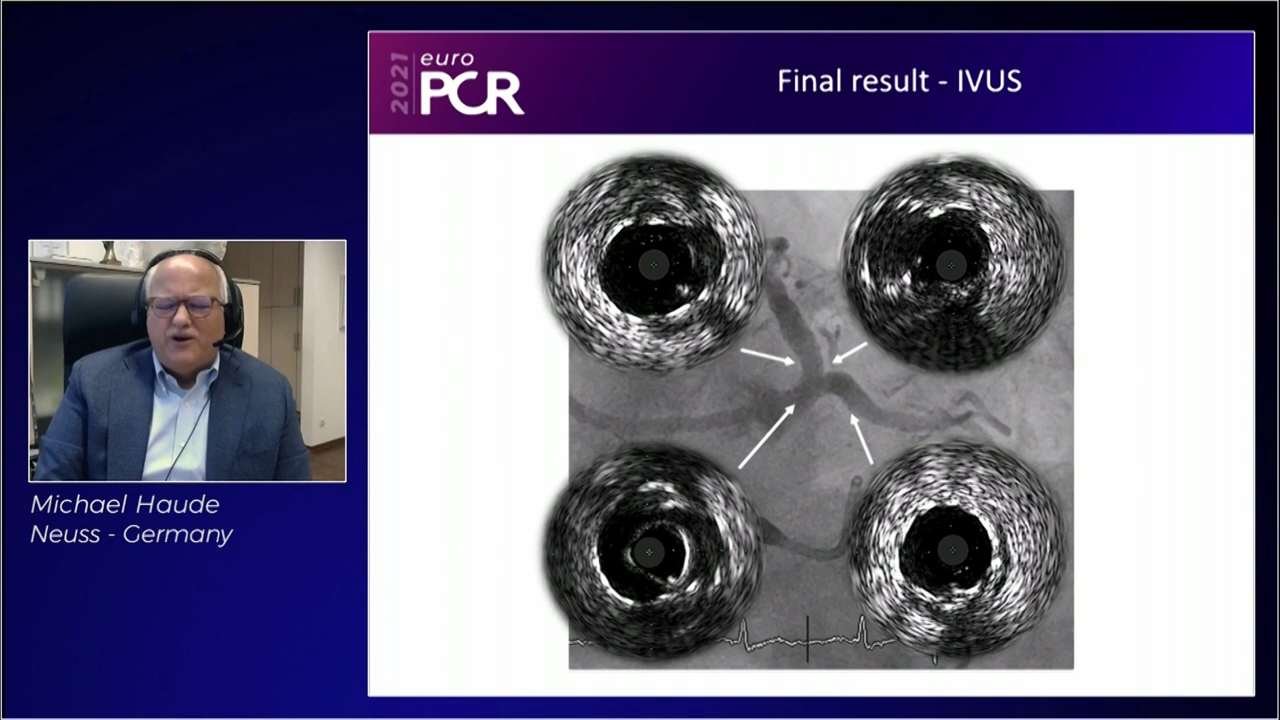 2021
euro
PCR
Final result - IVUS
Michael Haude
Neuss - Germany